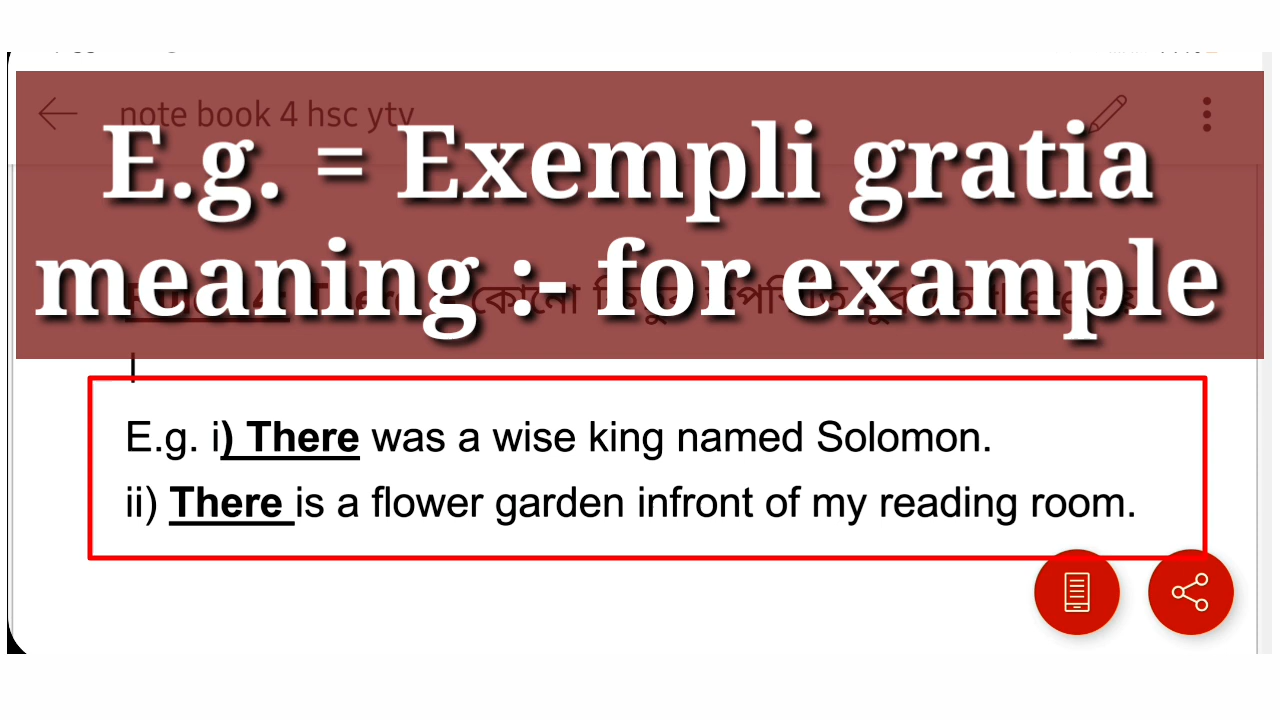 note book 4 hsc ytv
E.g. = Exempli gratia
meaning :- for example
কোনো
E.g. i) There was a wise king named Solomon.
ii) There is a flower garden infront of my reading room.